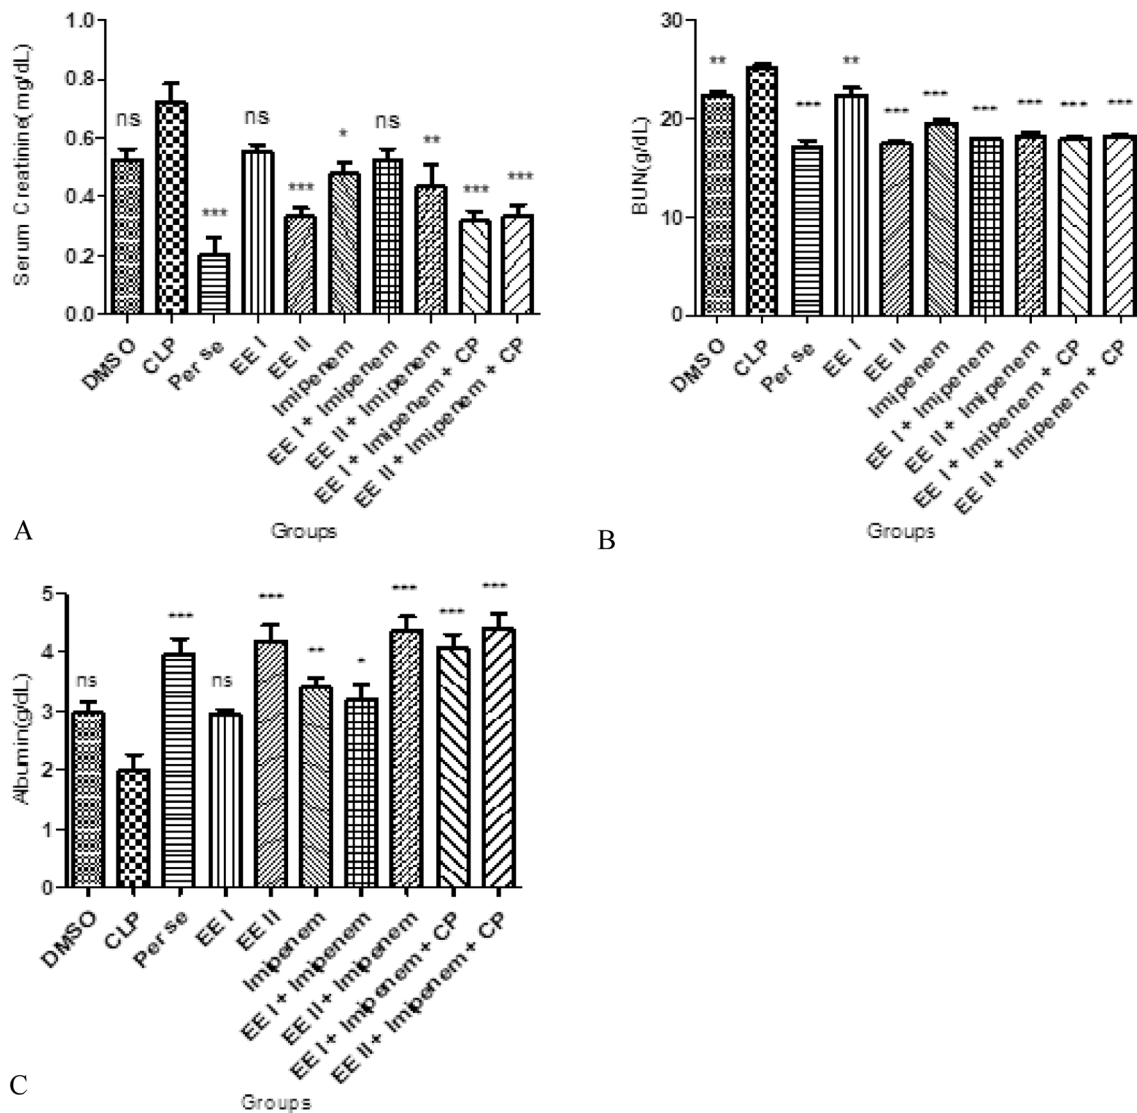 Serum Creatinine(mg/dL)
1.0
0.8
0.6
0.4
0.2
0.0
ns
***
ns
***
*
ns
**
***
***
DMSO
CLP
Per se
EE I
EE II
Imipenem
EE I + Imipenem
EE II + Imipenem
EE I + Imipenem + CP
EE II + Imipenem + CP
Groups
A
BUN(g/dL)
30
20
10
0
**
***
**
***
***
***
***
***
***
DMSO
CLP
Per se
EE I
EE II
Imipenem
EE I + Imipenem
EE II + Imipenem
EE I + Imipenem + CP
EE II + Imipenem + CP
Groups
B
Albumin(g/dL)
5
4
3
2
1
0
ns
***
ns
***
**
*
***
***
***
DMSO
CLP
Per se
EE I
EE II
Imipenem
EE I + Imipenem
EE II + Imipenem
EE I + Imipenem + CP
EE II + Imipenem + CP
Groups
C